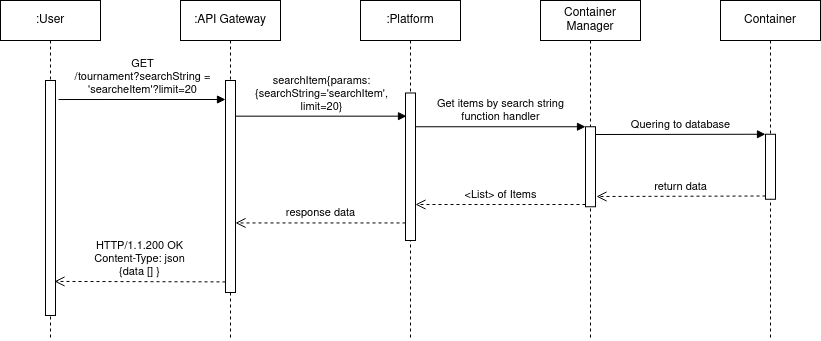 :User
:API Gateway
:Platform
Container
Manager
Container
GET
/tournament?searchString =
'searcheItem'?limit=20
searchItem{params:
{searchString='searchItem',
limit=20}
Get items by search string
function handler
Quering to database
return data
<List> of Items
response data
HTTP/1.1.200 OK
Content-Type: json
{data [] }